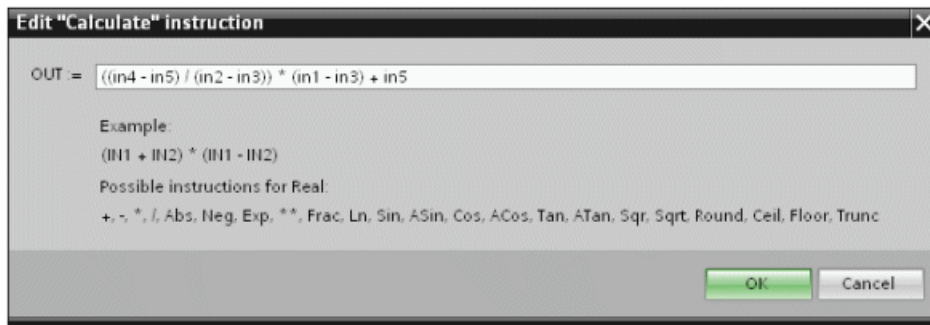 Edit "Calculate" instruction
OUT := ((in4 - in5) / (in2 - in3)) * (in1 - in3) + in5
Example:
(IN1 + IN2) * (IN1 - IN2)
Possible instructions for Real:
+, -, *, /, Abs, Neg, Exp, **, Frac, Ln, Sin, ASin, Cos, ACos, Tan, ATan, Sqr, Sqrt, Round, Ceil, Floor, Trunc
OK Cancel